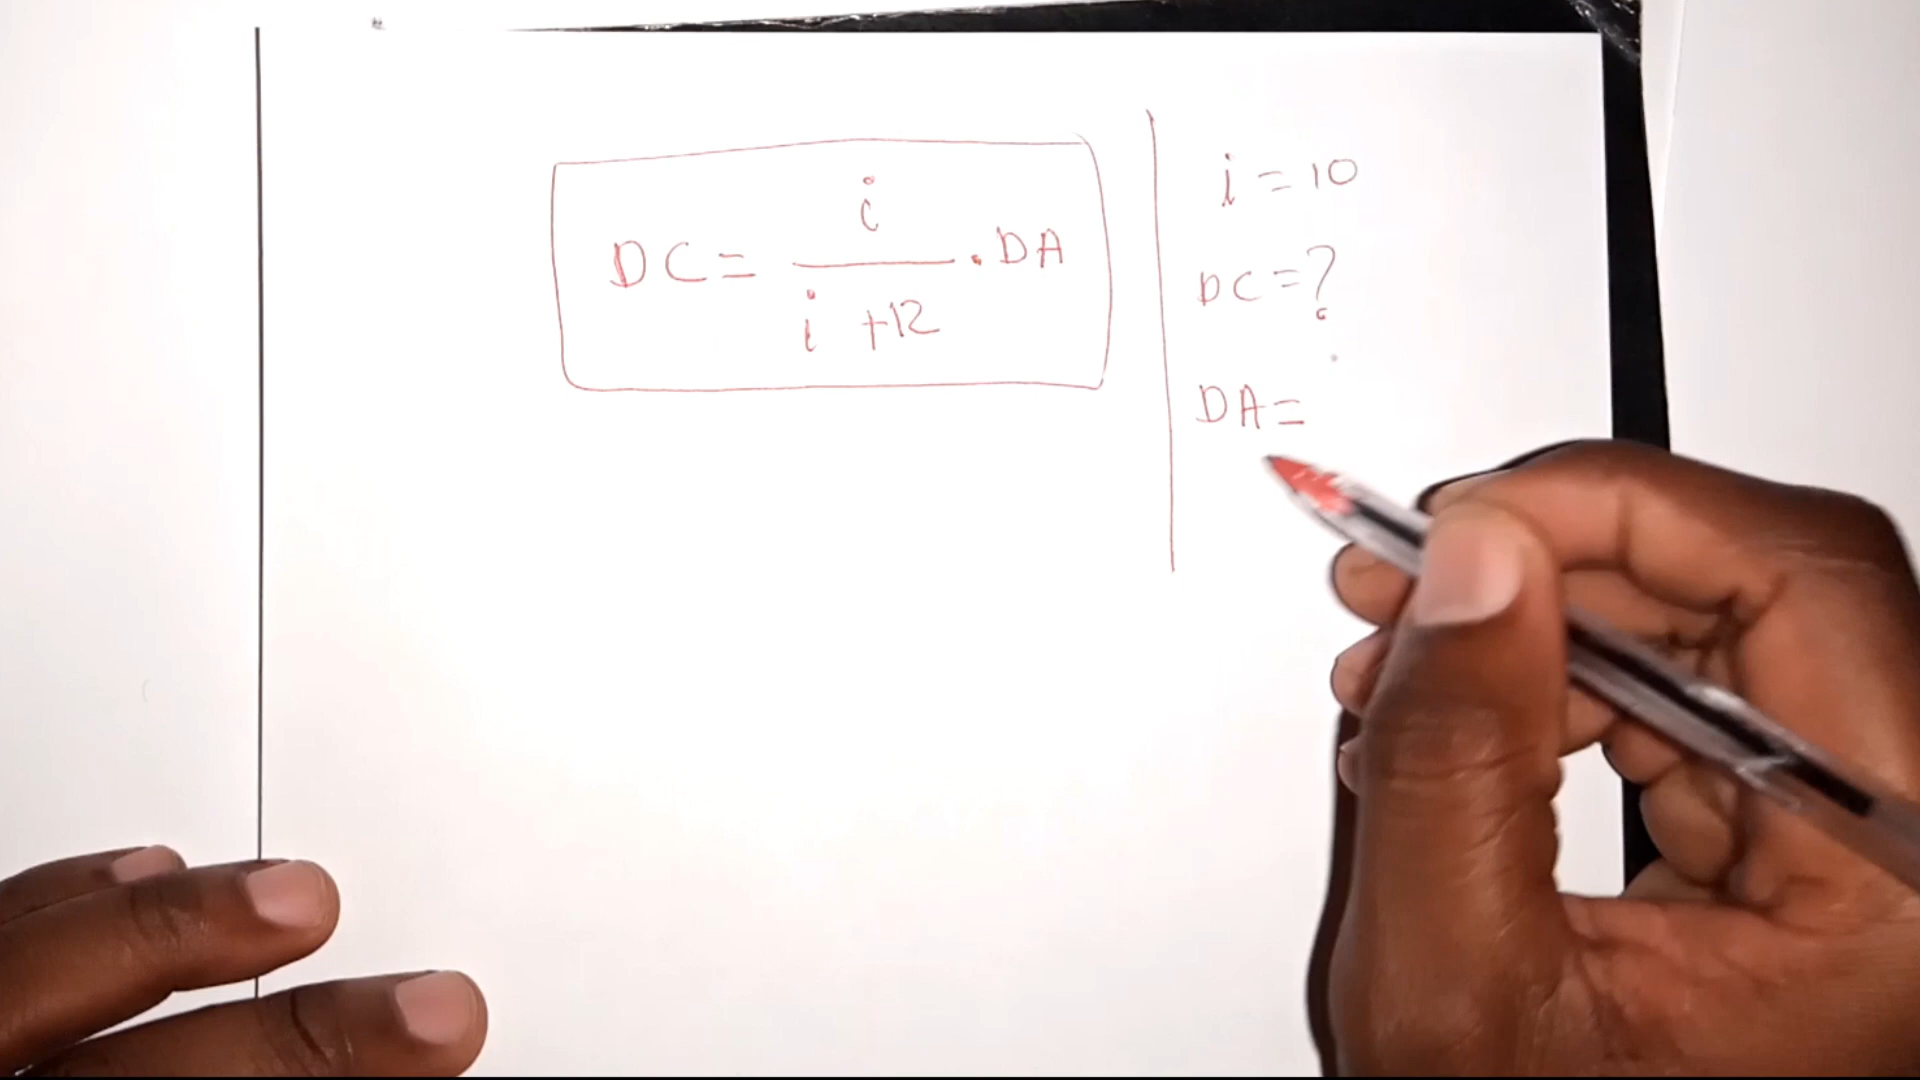 DC = i / i + 12 . DA
i = 10
DC = ?
DA =